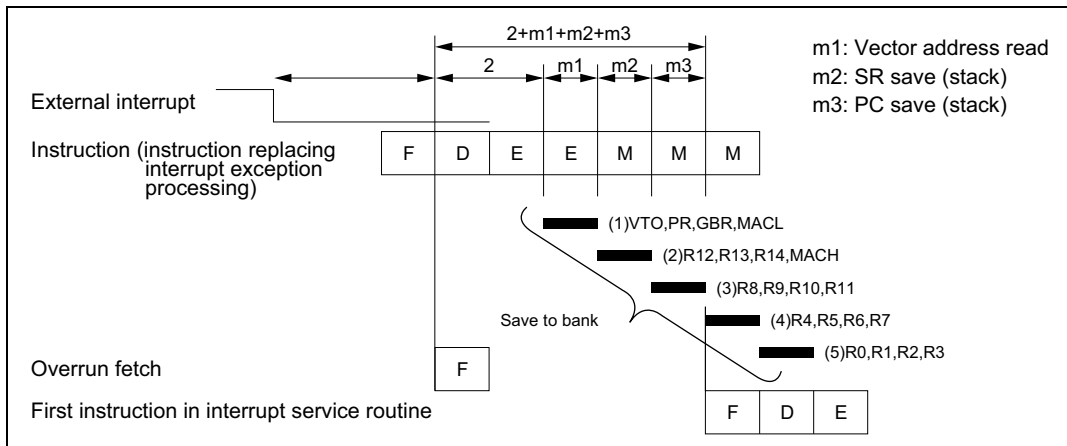 2+m1+m2+m3
m1: Vector address read
2 m1 m2 m3
m2: SR save (stack)
External interrupt
m3: PC save (stack)
Instruction (instruction replacing
interrupt exception
processing)
F D E E M M M
(1)VTO,PR,GBR,MACL
(2)R12,R13,R14,MACH
(3)R8,R9,R10,R11
Save to bank
(4)R4,R5,R6,R7
(5)R0,R1,R2,R3
Overrun fetch
F
First instruction in interrupt service routine
F D E